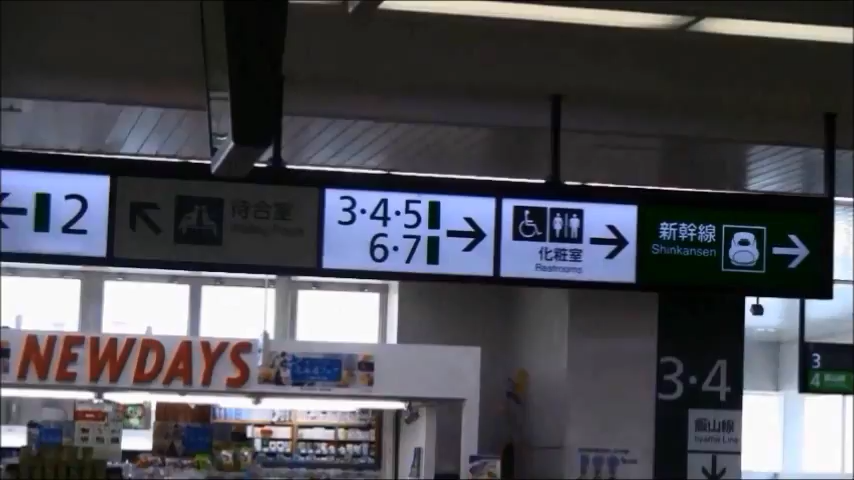 2
待合室
Waiting Room
3・4・5
6・7
化粧室
Restrooms
新幹線
Shinkansen
NEWDAYS
3・4
飯山線
Iiyama Line
3
4